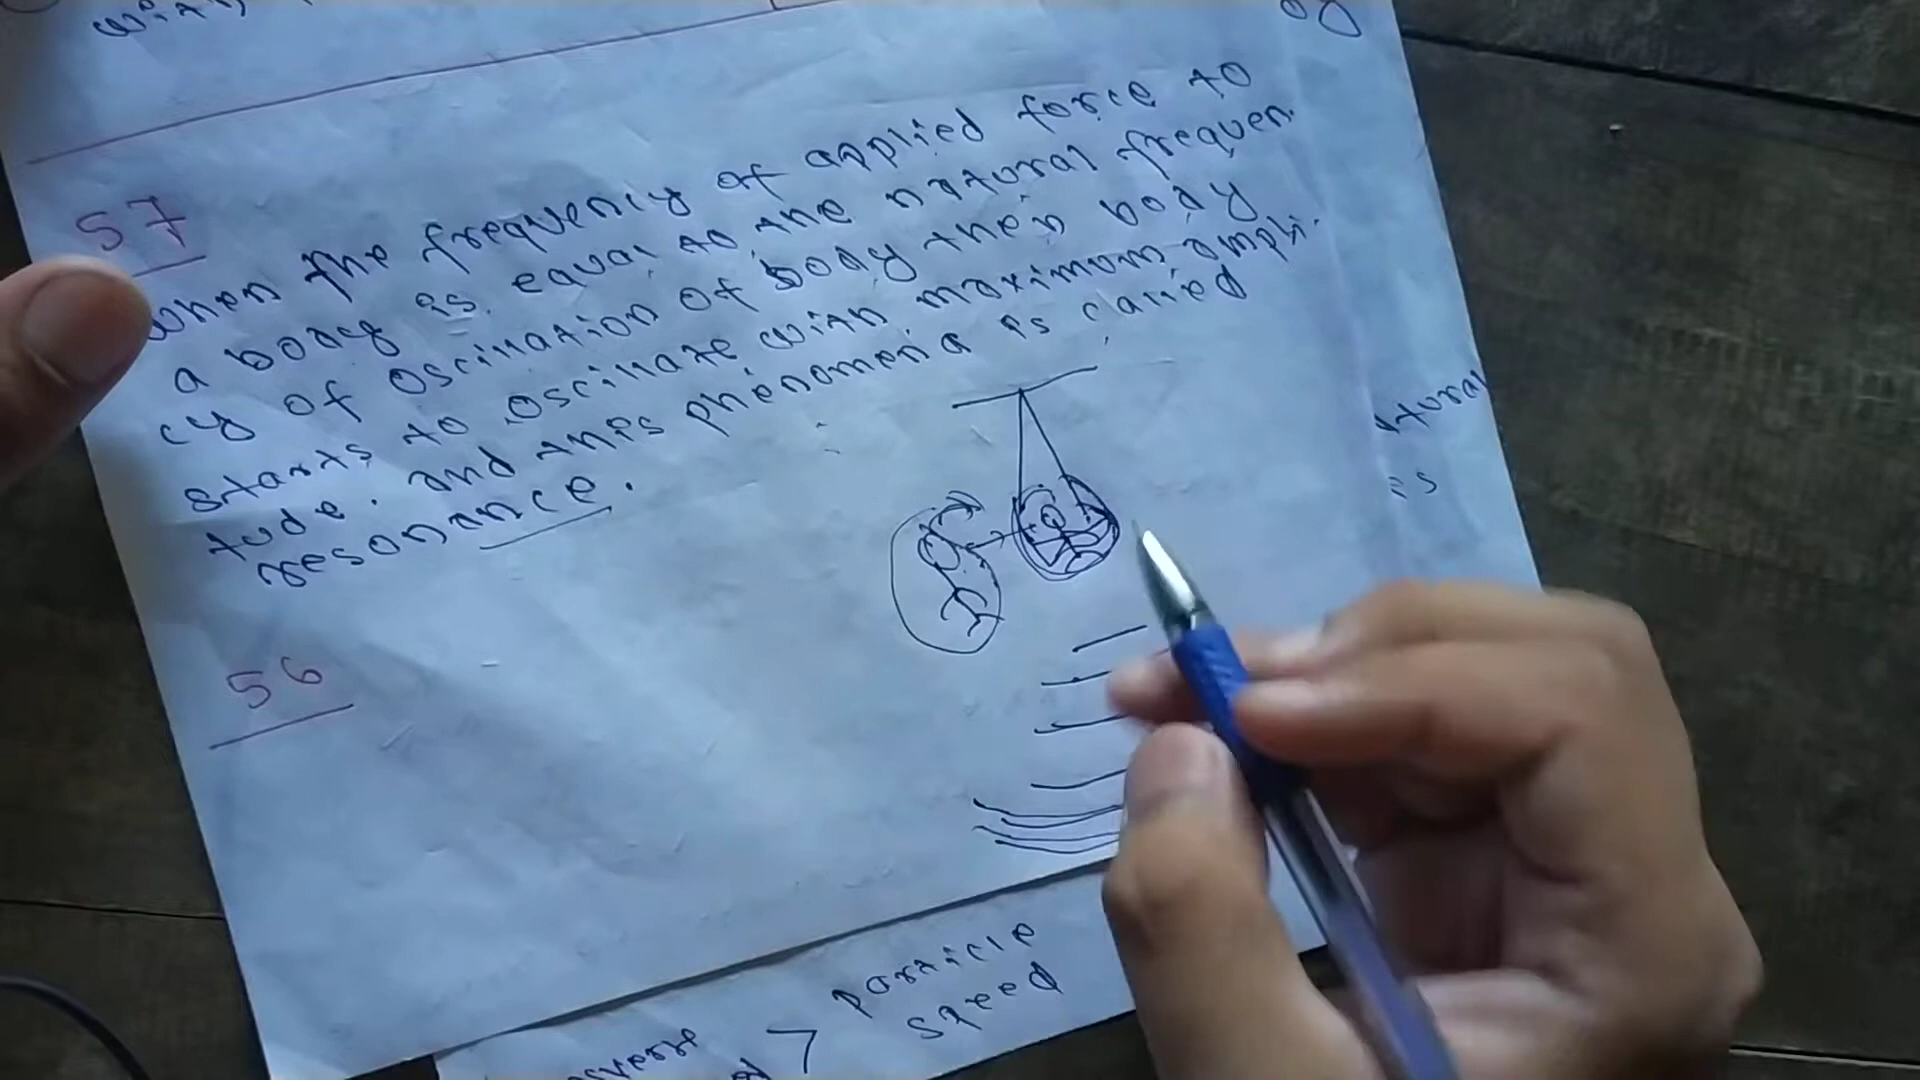 57
when the frequency of applied force to
a body is equal to the natural frequen.
cy of oscillation of body then body
starts to oscillate with maximum ampli.
tude. and this phenomena is called
resonance.
tural
is
56
particle
> speed